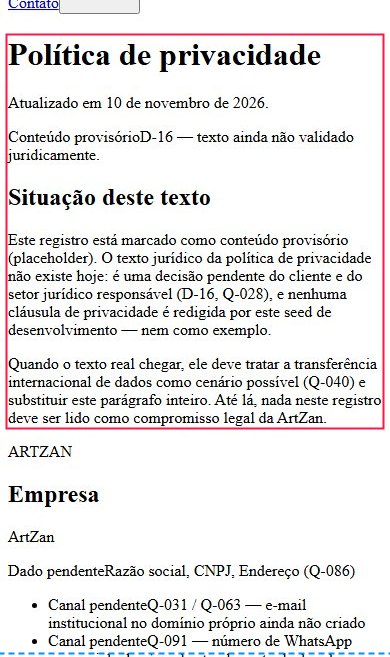 Contato
Política de privacidade
Atualizado em 10 de novembro de 2026.
Conteúdo provisórioD-16 — texto ainda não validado
juridicamente.
Situação deste texto
Este registro está marcado como conteúdo provisório
(placeholder). O texto jurídico da política de privacidade
não existe hoje: é uma decisão pendente do cliente e do
setor jurídico responsável (D-16, Q-028), e nenhuma
cláusula de privacidade é redigida por este seed de
desenvolvimento — nem como exemplo.
Quando o texto real chegar, ele deve tratar a transferência
internacional de dados como cenário possível (Q-040) e
substituir este parágrafo inteiro. Até lá, nada neste registro
deve ser lido como compromisso legal da ArtZan.
ARTZAN
Empresa
ArtZan
Dado pendenteRazão social, CNPJ, Endereço (Q-086)
Canal pendenteQ-031 / Q-063 — e-mail
institucional no domínio próprio ainda não criado
Canal pendenteQ-091 — número de WhatsApp